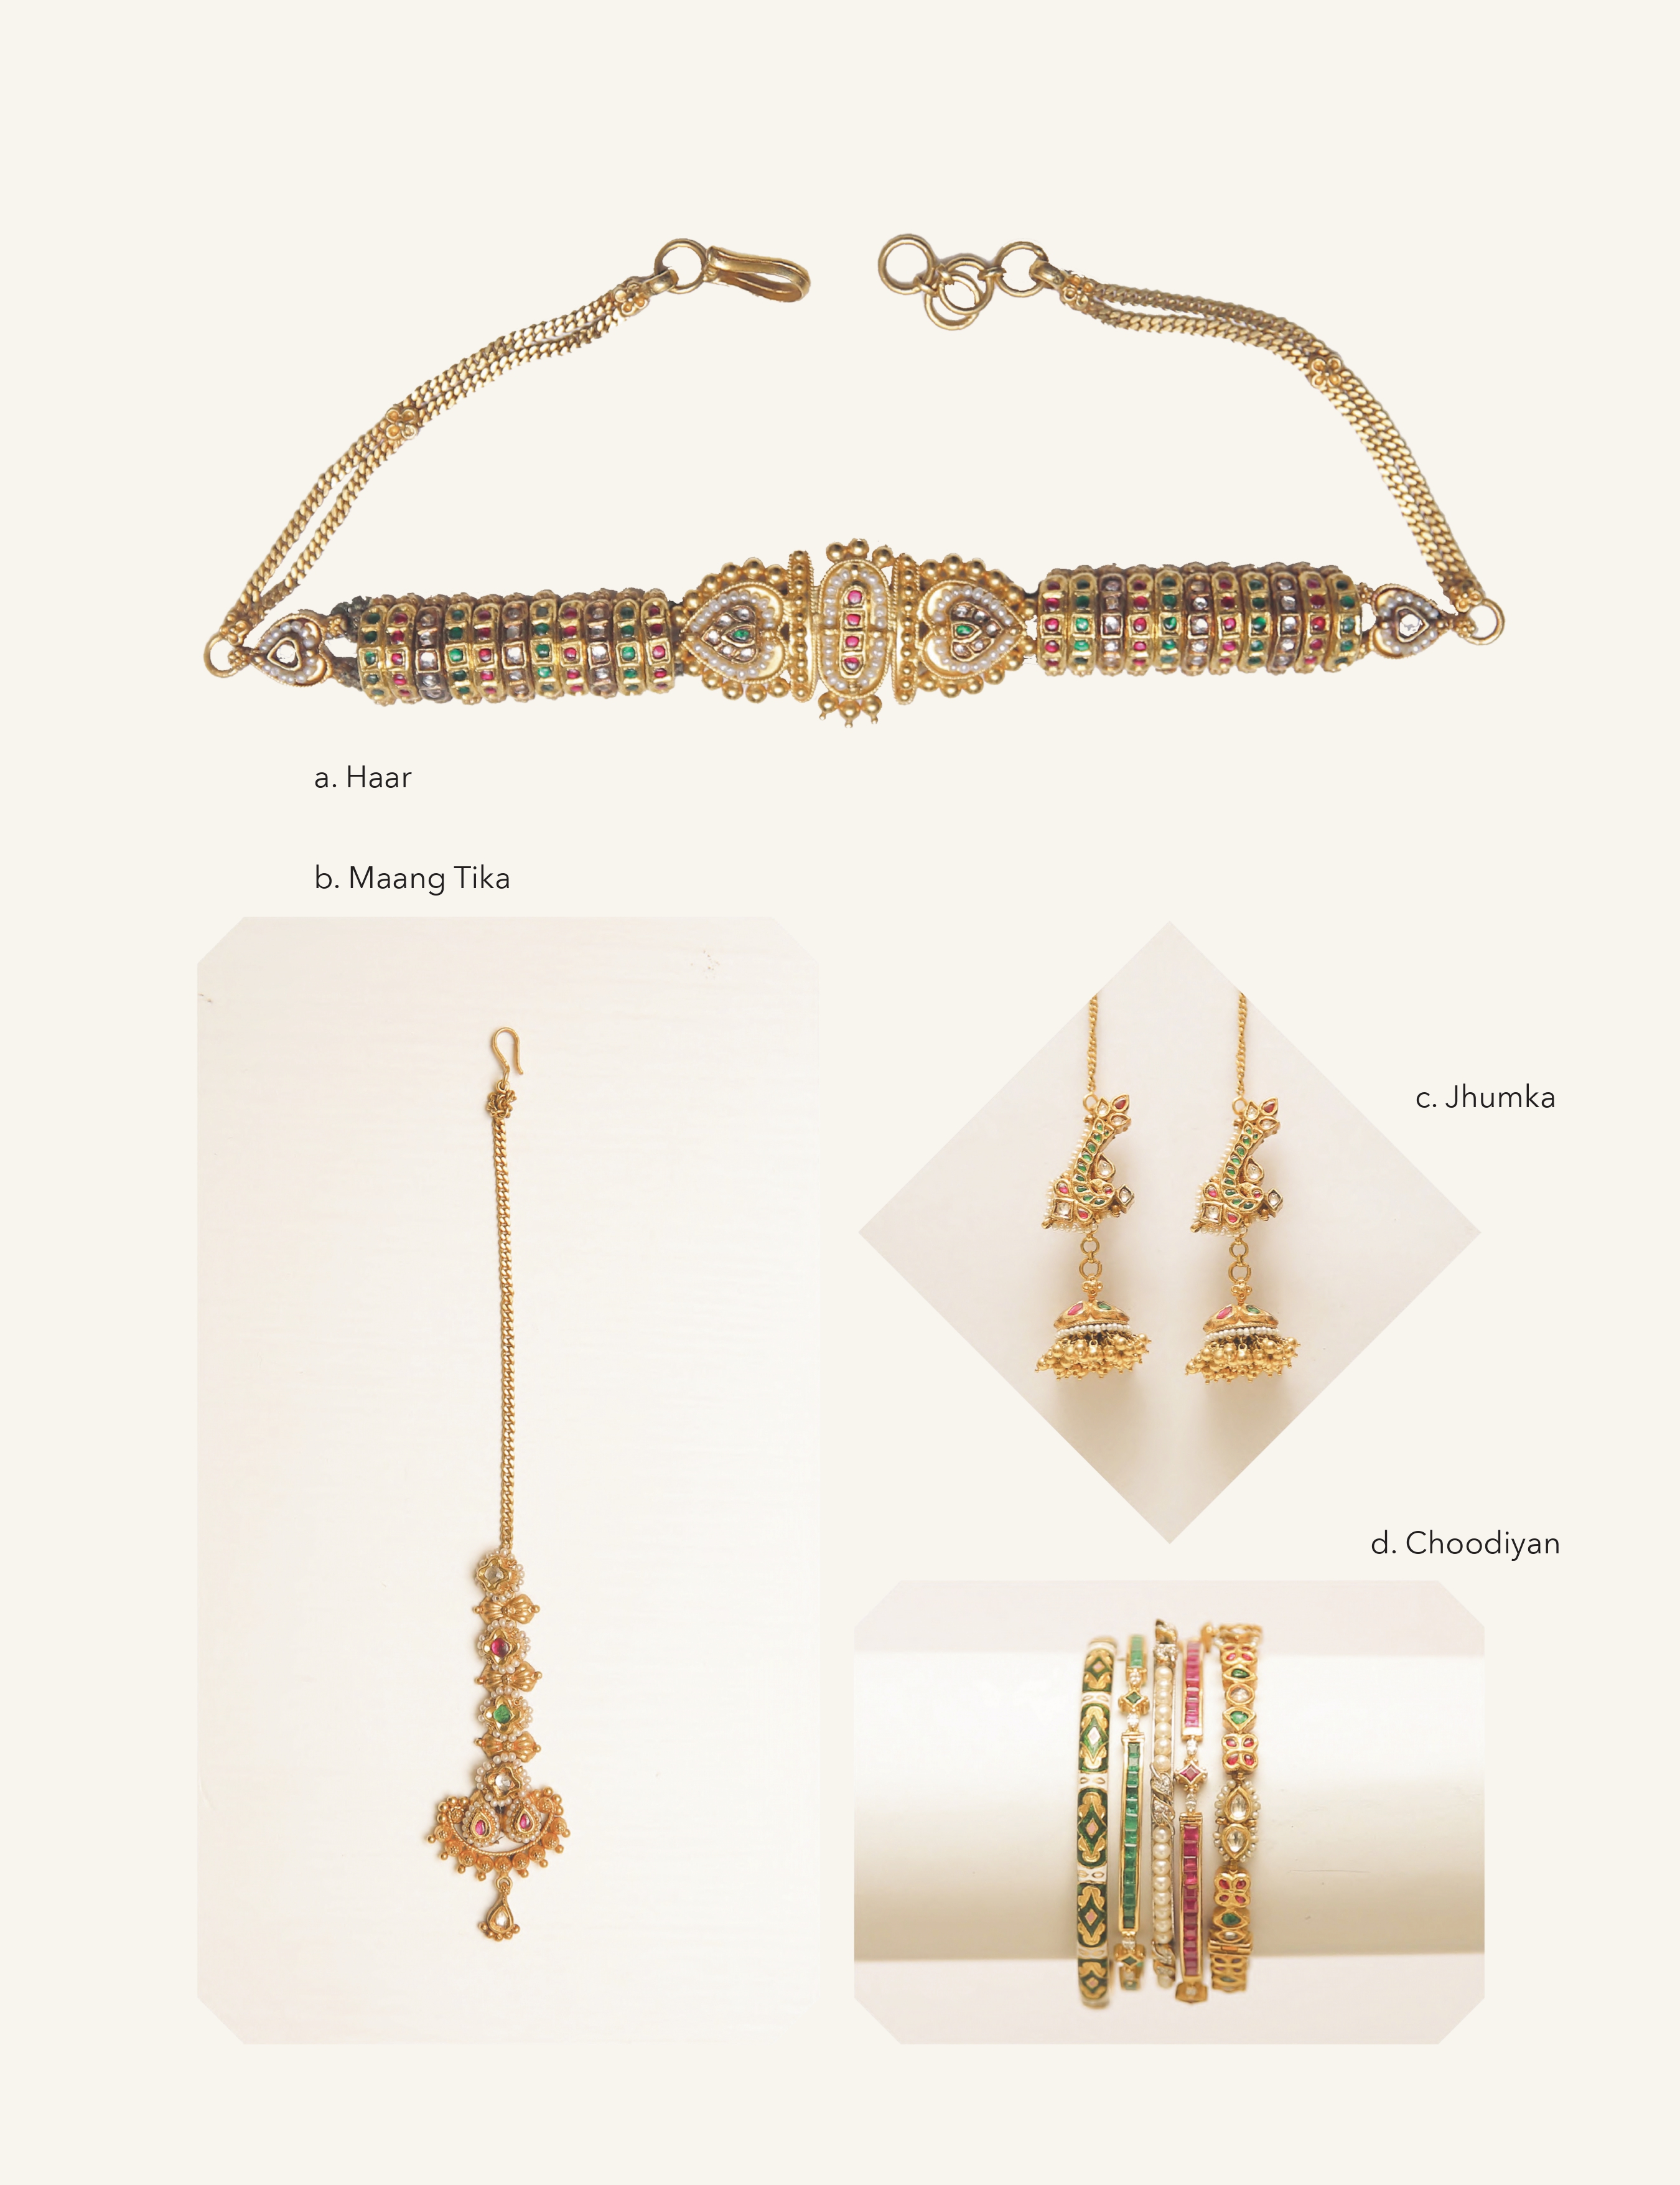 a. Haar
b. Maang Tika
c. Jhumka
d. Choodiyan